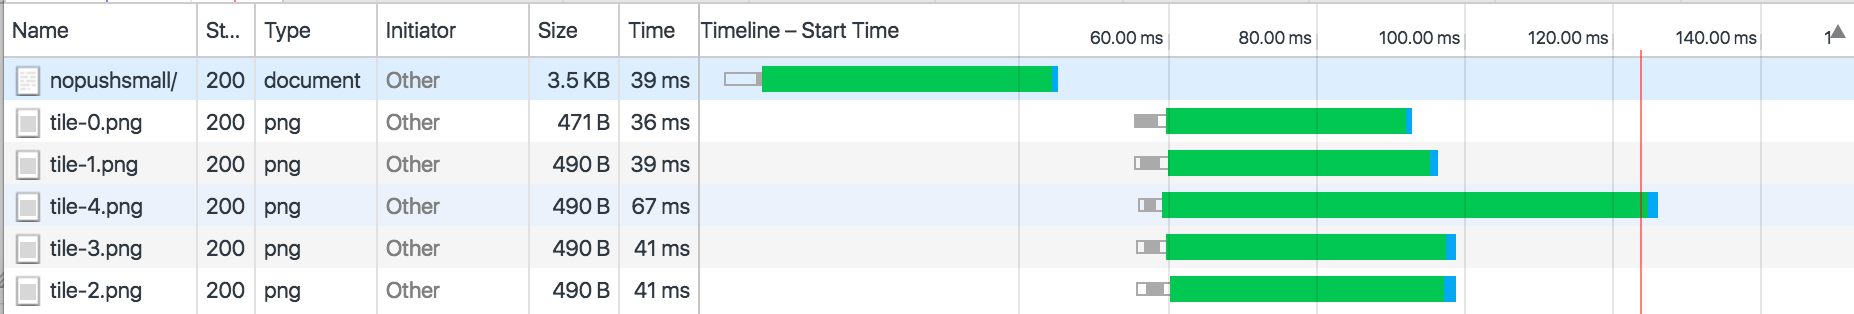 Name St... Type Initiator Size Time Timeline – Start Time 60.00 ms 80.00 ms 100.00 ms 120.00 ms 140.00 ms 1
nopushsmall/ 200 document Other 3.5 KB 39 ms
tile-0.png 200 png Other 471 B 36 ms
tile-1.png 200 png Other 490 B 39 ms
tile-4.png 200 png Other 490 B 67 ms
tile-3.png 200 png Other 490 B 41 ms
tile-2.png 200 png Other 490 B 41 ms